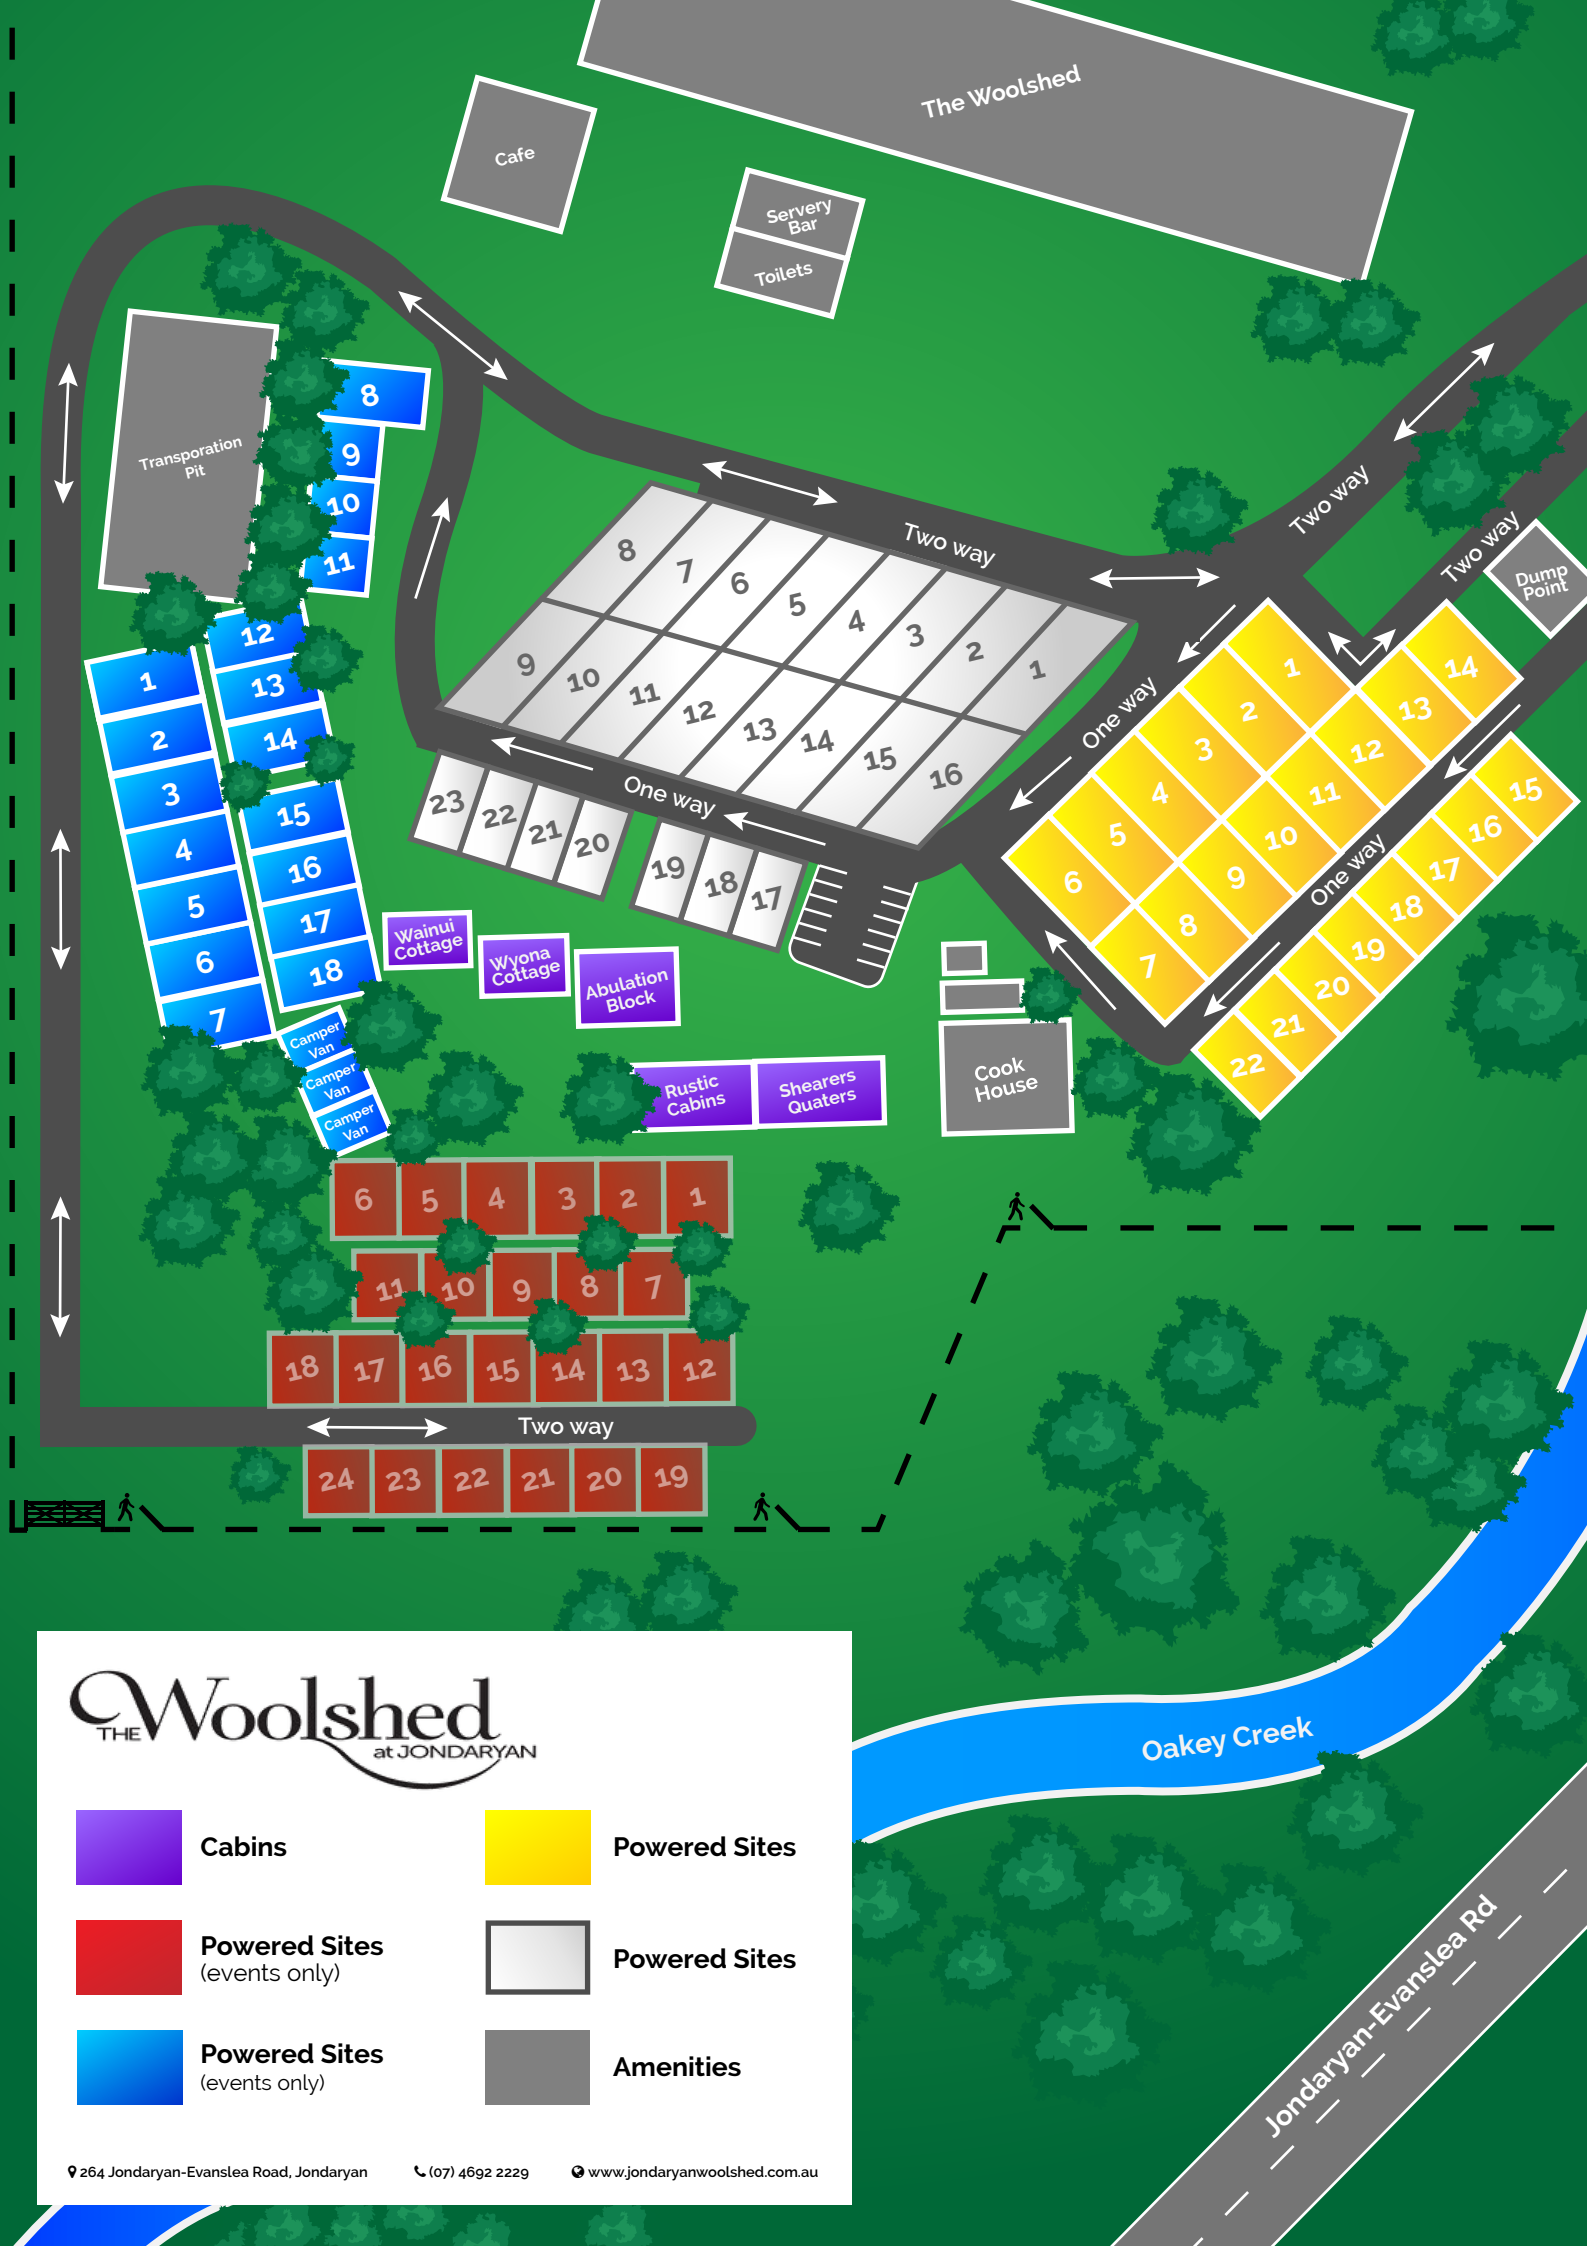 The Woolshed
Cafe
Servery
Bar
Toilets
Transporation
Pit
8
9
10
11
12
13
14
15
16
17
18
1
2
3
4
5
6
7
Camper
Van
Camper
Van
Camper
Van
Two way
Two way
Two way
Dump
Point
8
7
6
5
4
3
2
1
9
10
11
12
13
14
15
16
One way
One way
23
22
21
20
19
18
17
1
2
3
4
5
6
14
13
12
11
10
9
8
7
One way
15
16
17
18
19
20
21
22
Wainui
Cottage
Wyona
Cottage
Abulation
Block
Rustic
Cabins
Shearers
Quaters
Cook
House
6
5
4
3
2
1
11
10
9
8
7
18
17
16
15
14
13
12
Two way
24
23
22
21
20
19
THE Woolshed
at JONDARYAN
Cabins
Powered Sites
Powered Sites
(events only)
Powered Sites
Powered Sites
(events only)
Amenities
264 Jondaryan-Evanslea Road, Jondaryan
(07) 4692 2229
www.jondaryanwoolshed.com.au
Oakey Creek
Jondaryan-Evanslea Rd